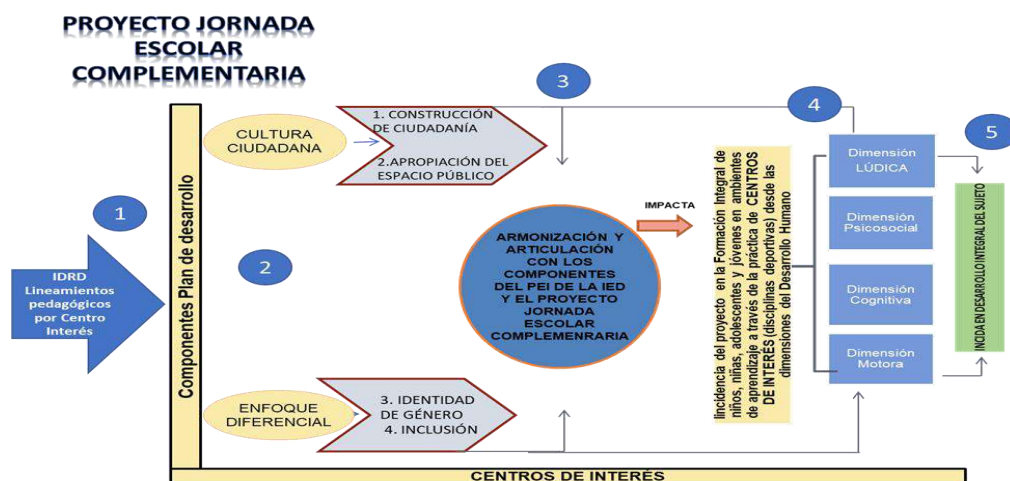 PROYECTO JORNADA
ESCOLAR
COMPLEMENTARIA
1
IDRD
Lineamientos
pedagógicos
por Centro
Interés
Componentes Plan de desarrollo
2
CULTURA
CIUDADANA
1. CONSTRUCCIÓN
DE CIUDADANÍA
2.APROPIACIÓN DEL
ESPACIO PÚBLICO
ENFOQUE
DIFERENCIAL
3. IDENTIDAD
DE GÉNERO
4. INCLUSIÓN
3
ARMONIZACIÓN Y
ARTICULACIÓN
CON LOS
COMPONENTES
DEL PEI DE LA IED
Y EL PROYECTO
JORNADA
ESCOLAR
COMPLEMENRARIA
IMPACTA
Iincidencia del proyecto en la Formación Integral de
niños, niñas, adolescentes y jóvenes en ambientes
de aprendizaje a través de la práctica de CENTROS
DE INTERÉS (disciplinas deportivas) desde las
dimensiones del Desarrollo Humano
4
Dimensión
LÚDICA
Dimensión
Psicosocial
Dimensión
Cognitiva
Dimensión
Motora
5
INCIDA EN DESARROLLO INTEGRAL DEL SUJETO
CENTROS DE INTERÉS